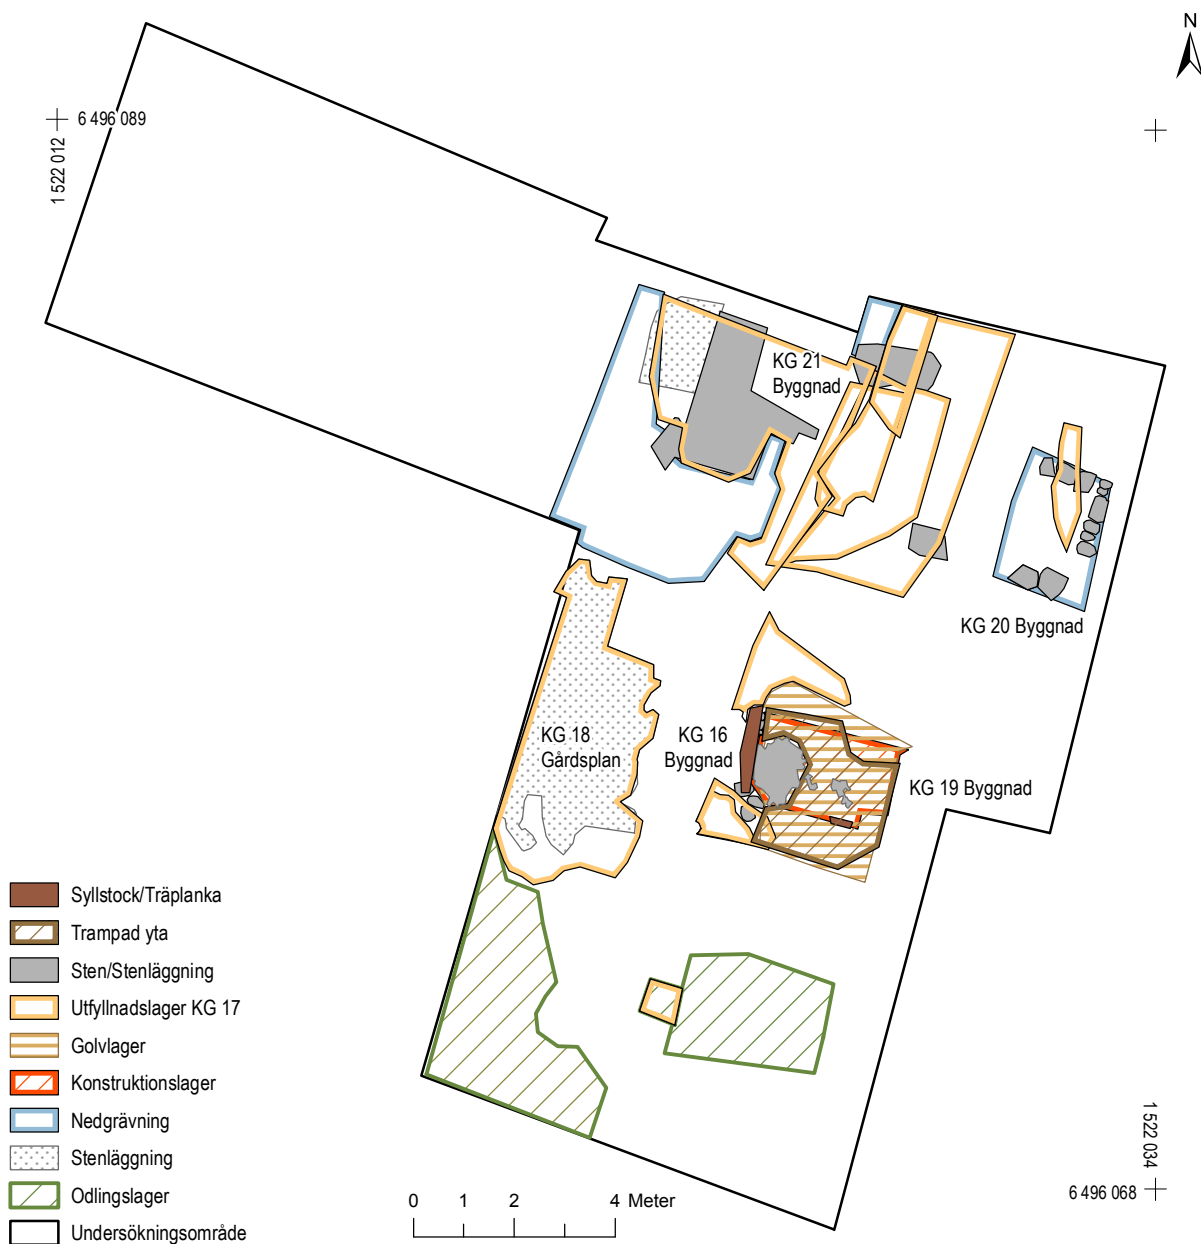 N
6 496 089
1 522 012
KG 21
Byggnad
KG 20 Byggnad
KG 18
Gårdsplan
KG 16
Byggnad
KG 19 Byggnad
Syllstock/Träplanka
Trampad yta
Sten/Stenläggning
Utfyllnadslager KG 17
Golvlager
Konstruktionslager
Nedgrävning
Stenläggning
Odlingslager
Undersökningsområde
0 1 2 4 Meter
1 522 034
6 496 068